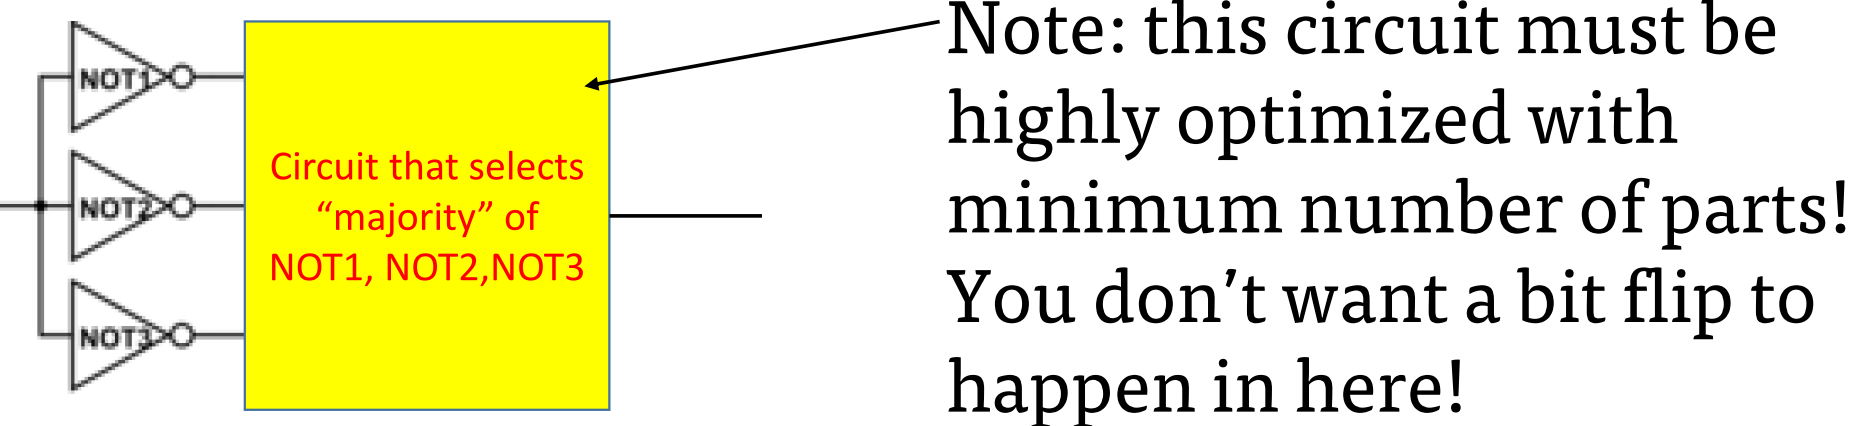 NOT1
NOT2
NOT3
Circuit that selects
“majority” of
NOT1, NOT2,NOT3
Note: this circuit must be
highly optimized with
minimum number of parts!
You don’t want a bit flip to
happen in here!